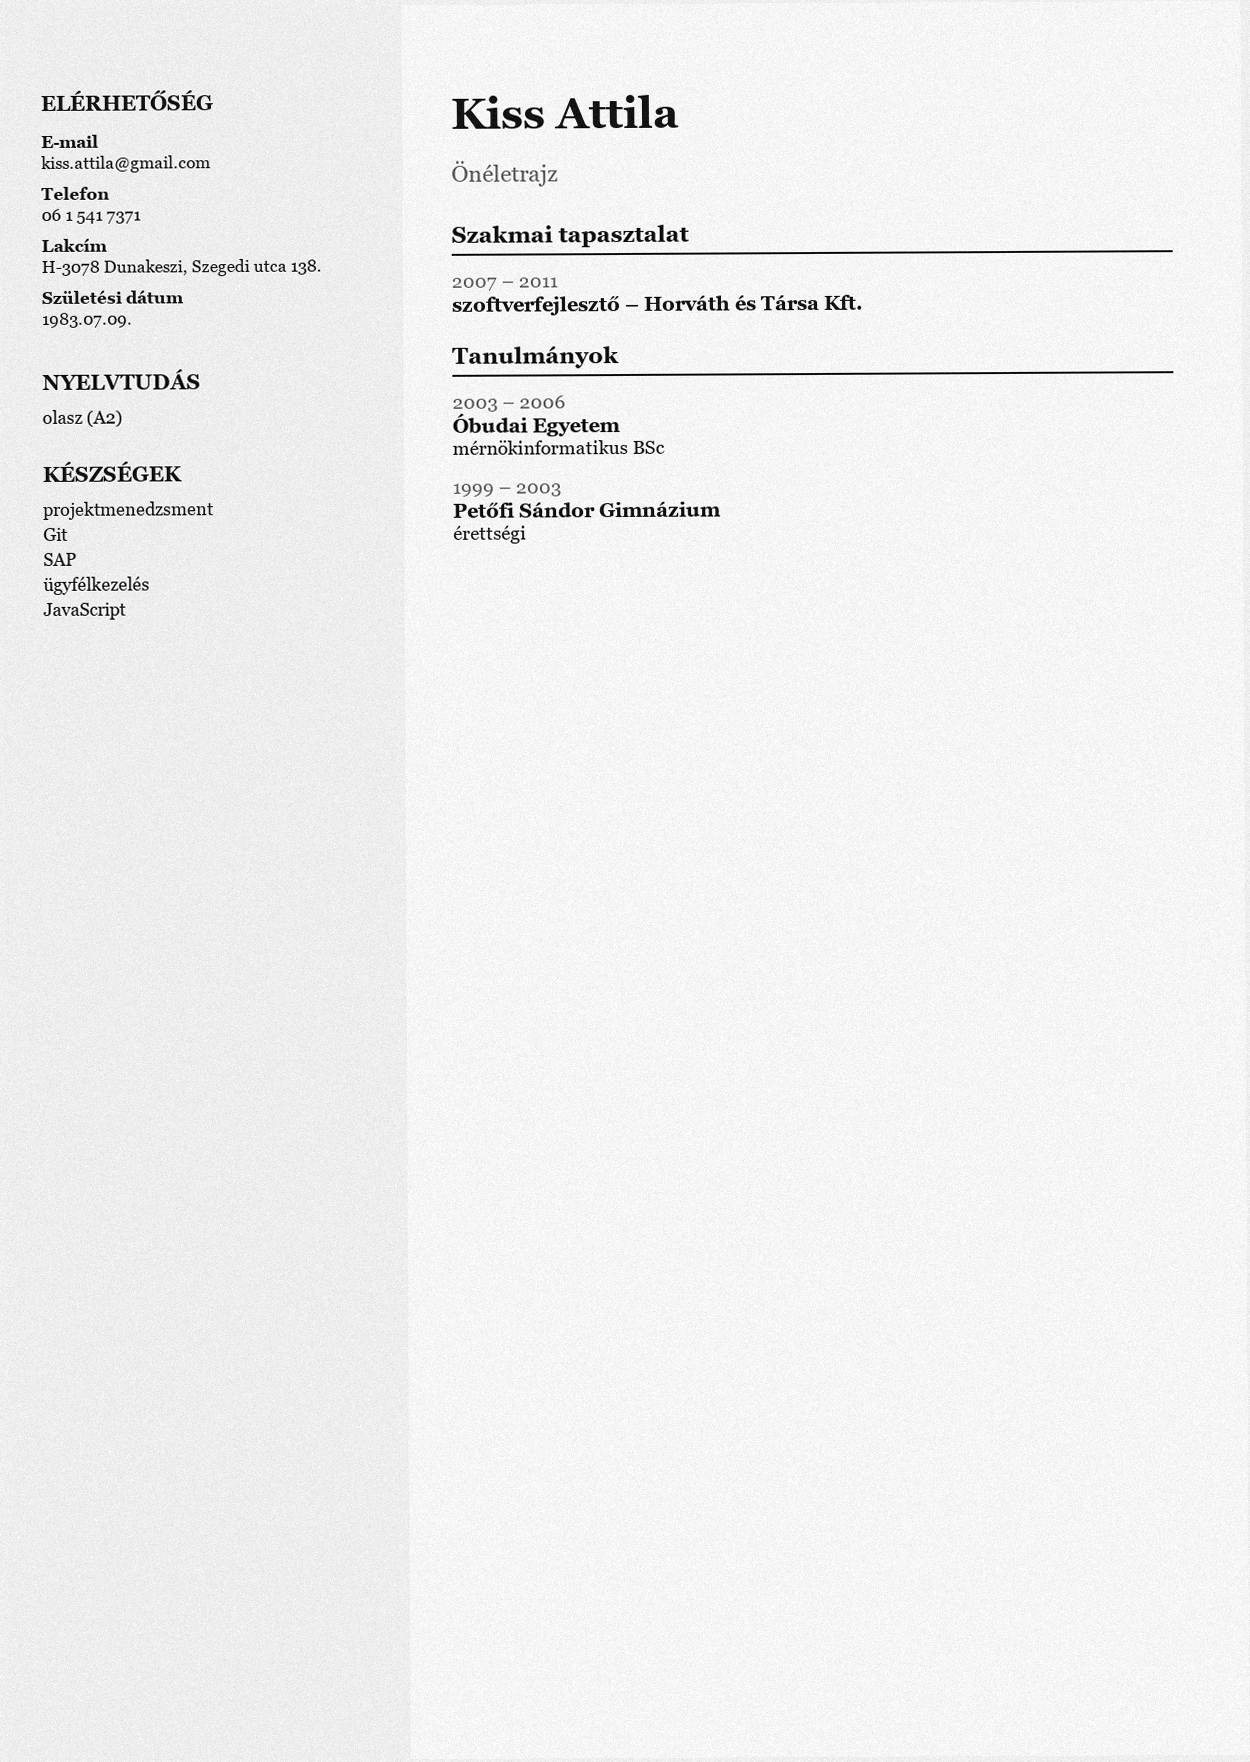 ELÉRHETŐSÉG
E-mail
kiss.attila@gmail.com
Telefon
06 1 541 7371
Lakcím
H-3078 Dunakeszi, Szegedi utca 138.
Születési dátum
1983.07.09.
NYELVTUDÁS
olasz (A2)
KÉSZSÉGEK
projektmenedzsment
Git
SAP
ügyfélkezelés
JavaScript
Kiss Attila
Önéletrajz
Szakmai tapasztalat
2007 – 2011
szoftverfejlesztő – Horváth és Társa Kft.
Tanulmányok
2003 – 2006
Óbudai Egyetem
mérnökinformatikus BSc
1999 – 2003
Petőfi Sándor Gimnázium
érettségi